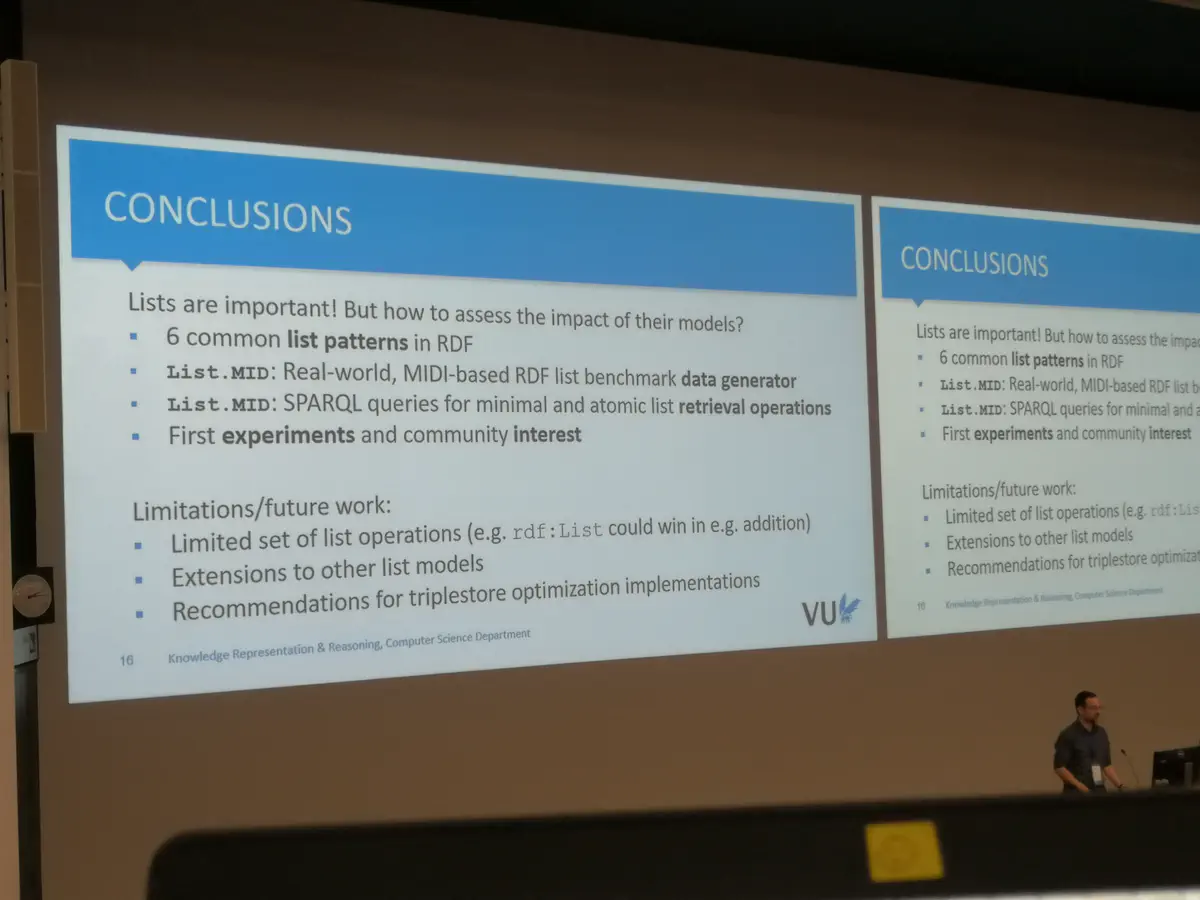 CONCLUSIONS
Lists are important! But how to assess the impact of their models?
▪ 6 common list patterns in RDF
▪ List.MID: Real-world, MIDI-based RDF list benchmark data generator
▪ List.MID: SPARQL queries for minimal and atomic list retrieval operations
▪ First experiments and community interest
Limitations/future work:
▪ Limited set of list operations (e.g. rdf:List could win in e.g. addition)
▪ Extensions to other list models
▪ Recommendations for triplestore optimization implementations
VU
16 Knowledge Representation & Reasoning, Computer Science Department
CONCLUSIONS
Lists are important! But how to assess the impac
▪ 6 common list patterns in RDF
▪ List.MID: Real-world, MIDI-based RDF list b
▪ List.MID: SPARQL queries for minimal and a
▪ First experiments and community interest
Limitations/future work:
▪ Limited set of list operations (e.g. rdf:Lis
▪ Extensions to other list models
▪ Recommendations for triplestore optimizat
16 Knowledge Representation & Reasoning, Computer Science Department